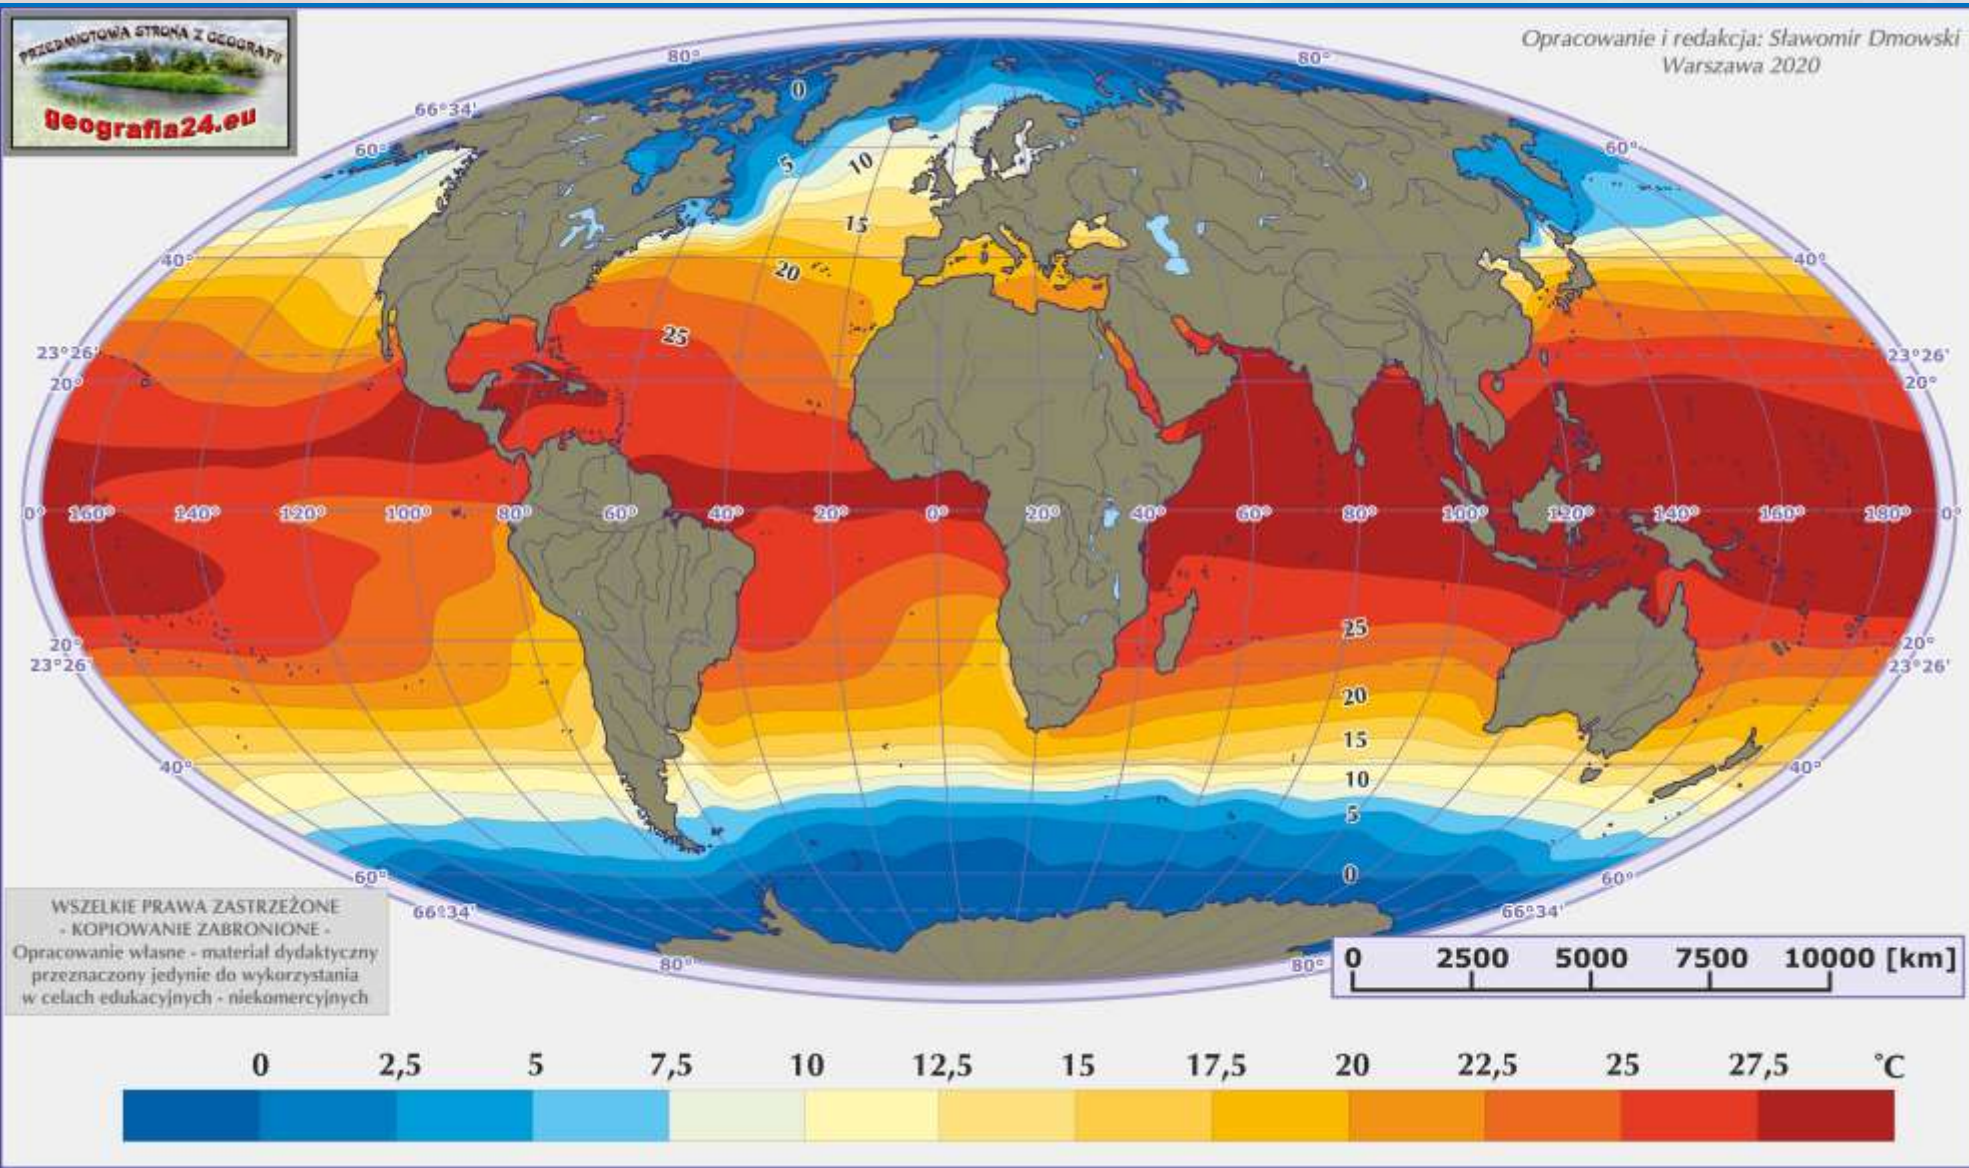 PRZEDMIOTOWA STRONA Z GEOGRAFII
geografia24.eu
Opracowanie i redakcja: Sławomir Dmowski
Warszawa 2020
80°
80°
0
66°34'
60°
60°
5
10
15
40°
40°
20
25
23°26'
23°26'
20°
20°
0° 160° 140° 120° 100° 80° 60° 40° 20° 0° 20° 40° 60° 80° 100° 120° 140° 160° 180° 0°
25
20°
20°
23°26'
23°26'
20
15
40°
40°
10
5
0
60°
60°
66°34'
66°34'
80°
80°
WSZELKIE PRAWA ZASTRZEŻONE
- KOPIOWANIE ZABRONIONE -
Opracowanie własne - materiał dydaktyczny
przeznaczony jedynie do wykorzystania
w celach edukacyjnych - niekomercyjnych
0 2500 5000 7500 10000 [km]
0 2,5 5 7,5 10 12,5 15 17,5 20 22,5 25 27,5 °C